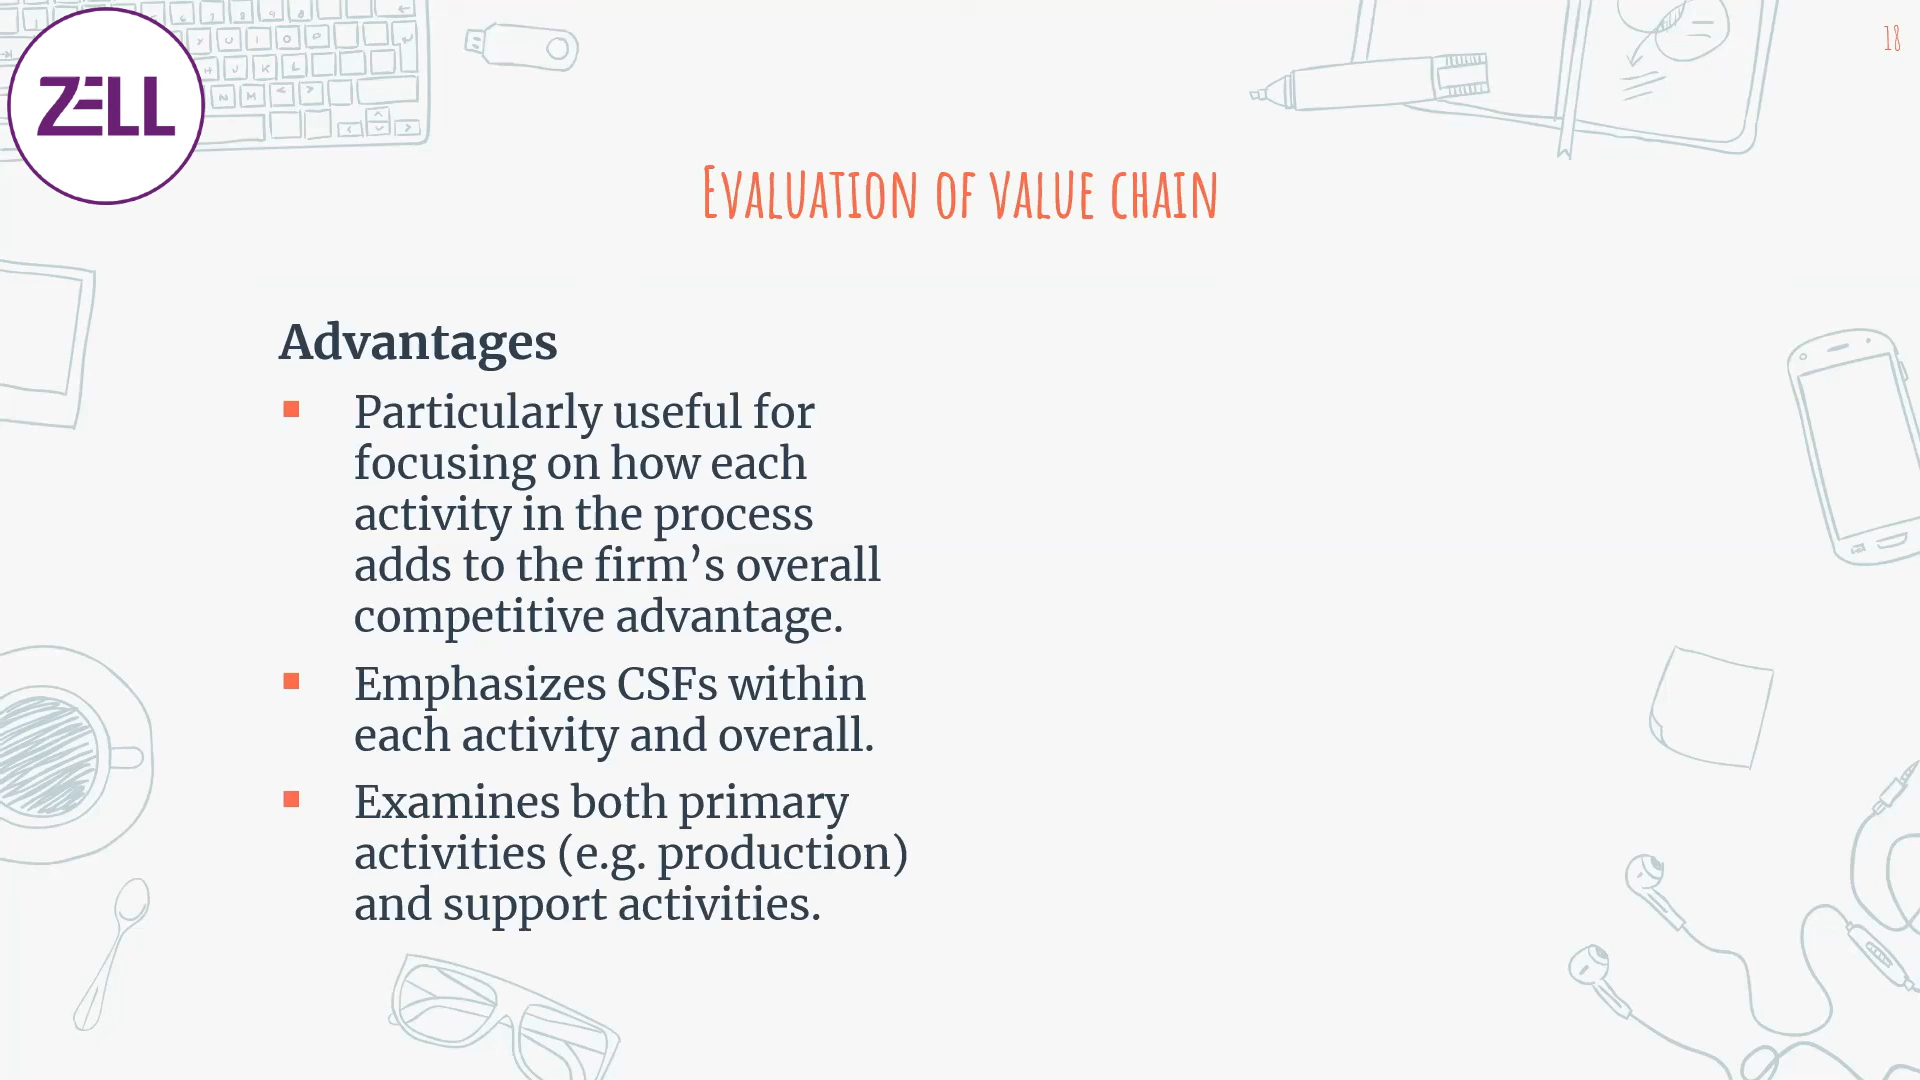 ZELL
18
Evaluation of value chain
Advantages
Particularly useful for
focusing on how each
activity in the process
adds to the firm’s overall
competitive advantage.
Emphasizes CSFs within
each activity and overall.
Examines both primary
activities (e.g. production)
and support activities.